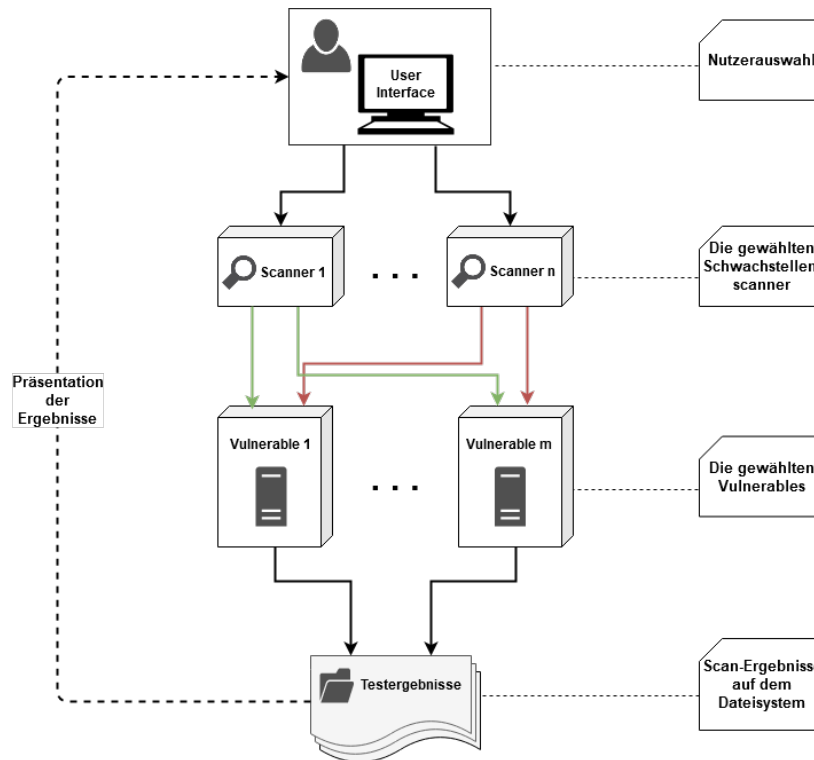 User
Interface
Nutzerauswahl
Scanner 1
. . .
Scanner n
Die gewählten
Schwachstellen
scanner
Präsentation
der
Ergebnisse
Vulnerable 1
. . .
Vulnerable m
Die gewählten
Vulnerables
Testergebnisse
Scan-Ergebnisse
auf dem
Dateisystem